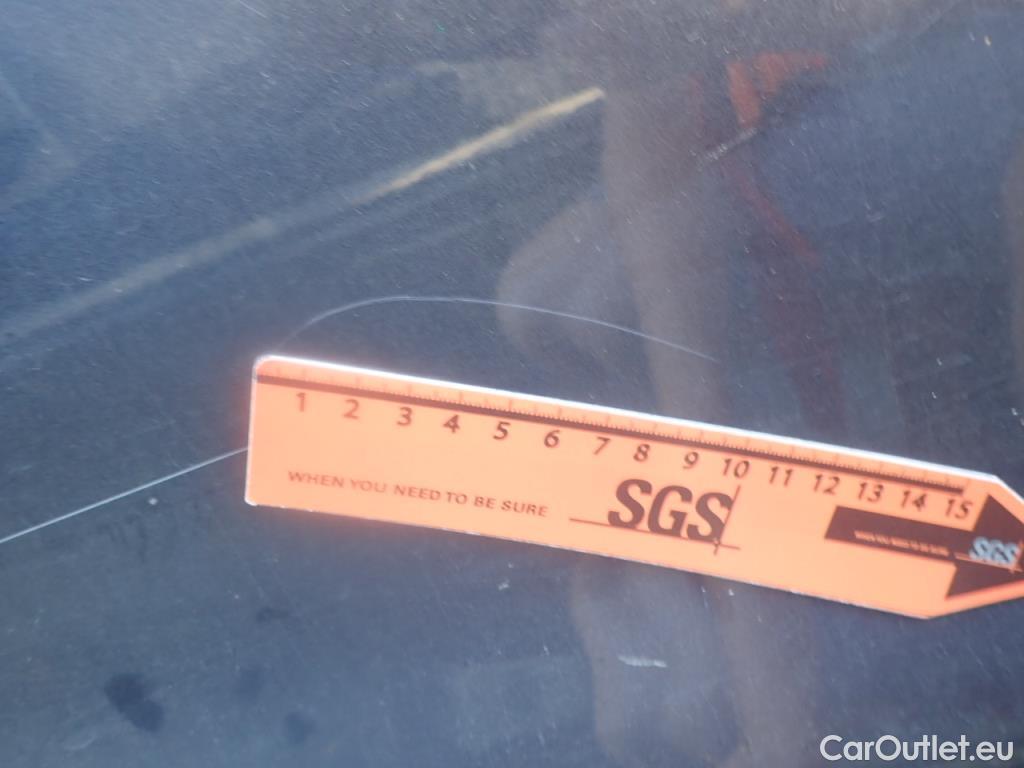 1 2 3 4 5 6 7 8 9 10 11 12 13 14 15
WHEN YOU NEED TO BE SURE
SGS
SGS
CarOutlet.eu